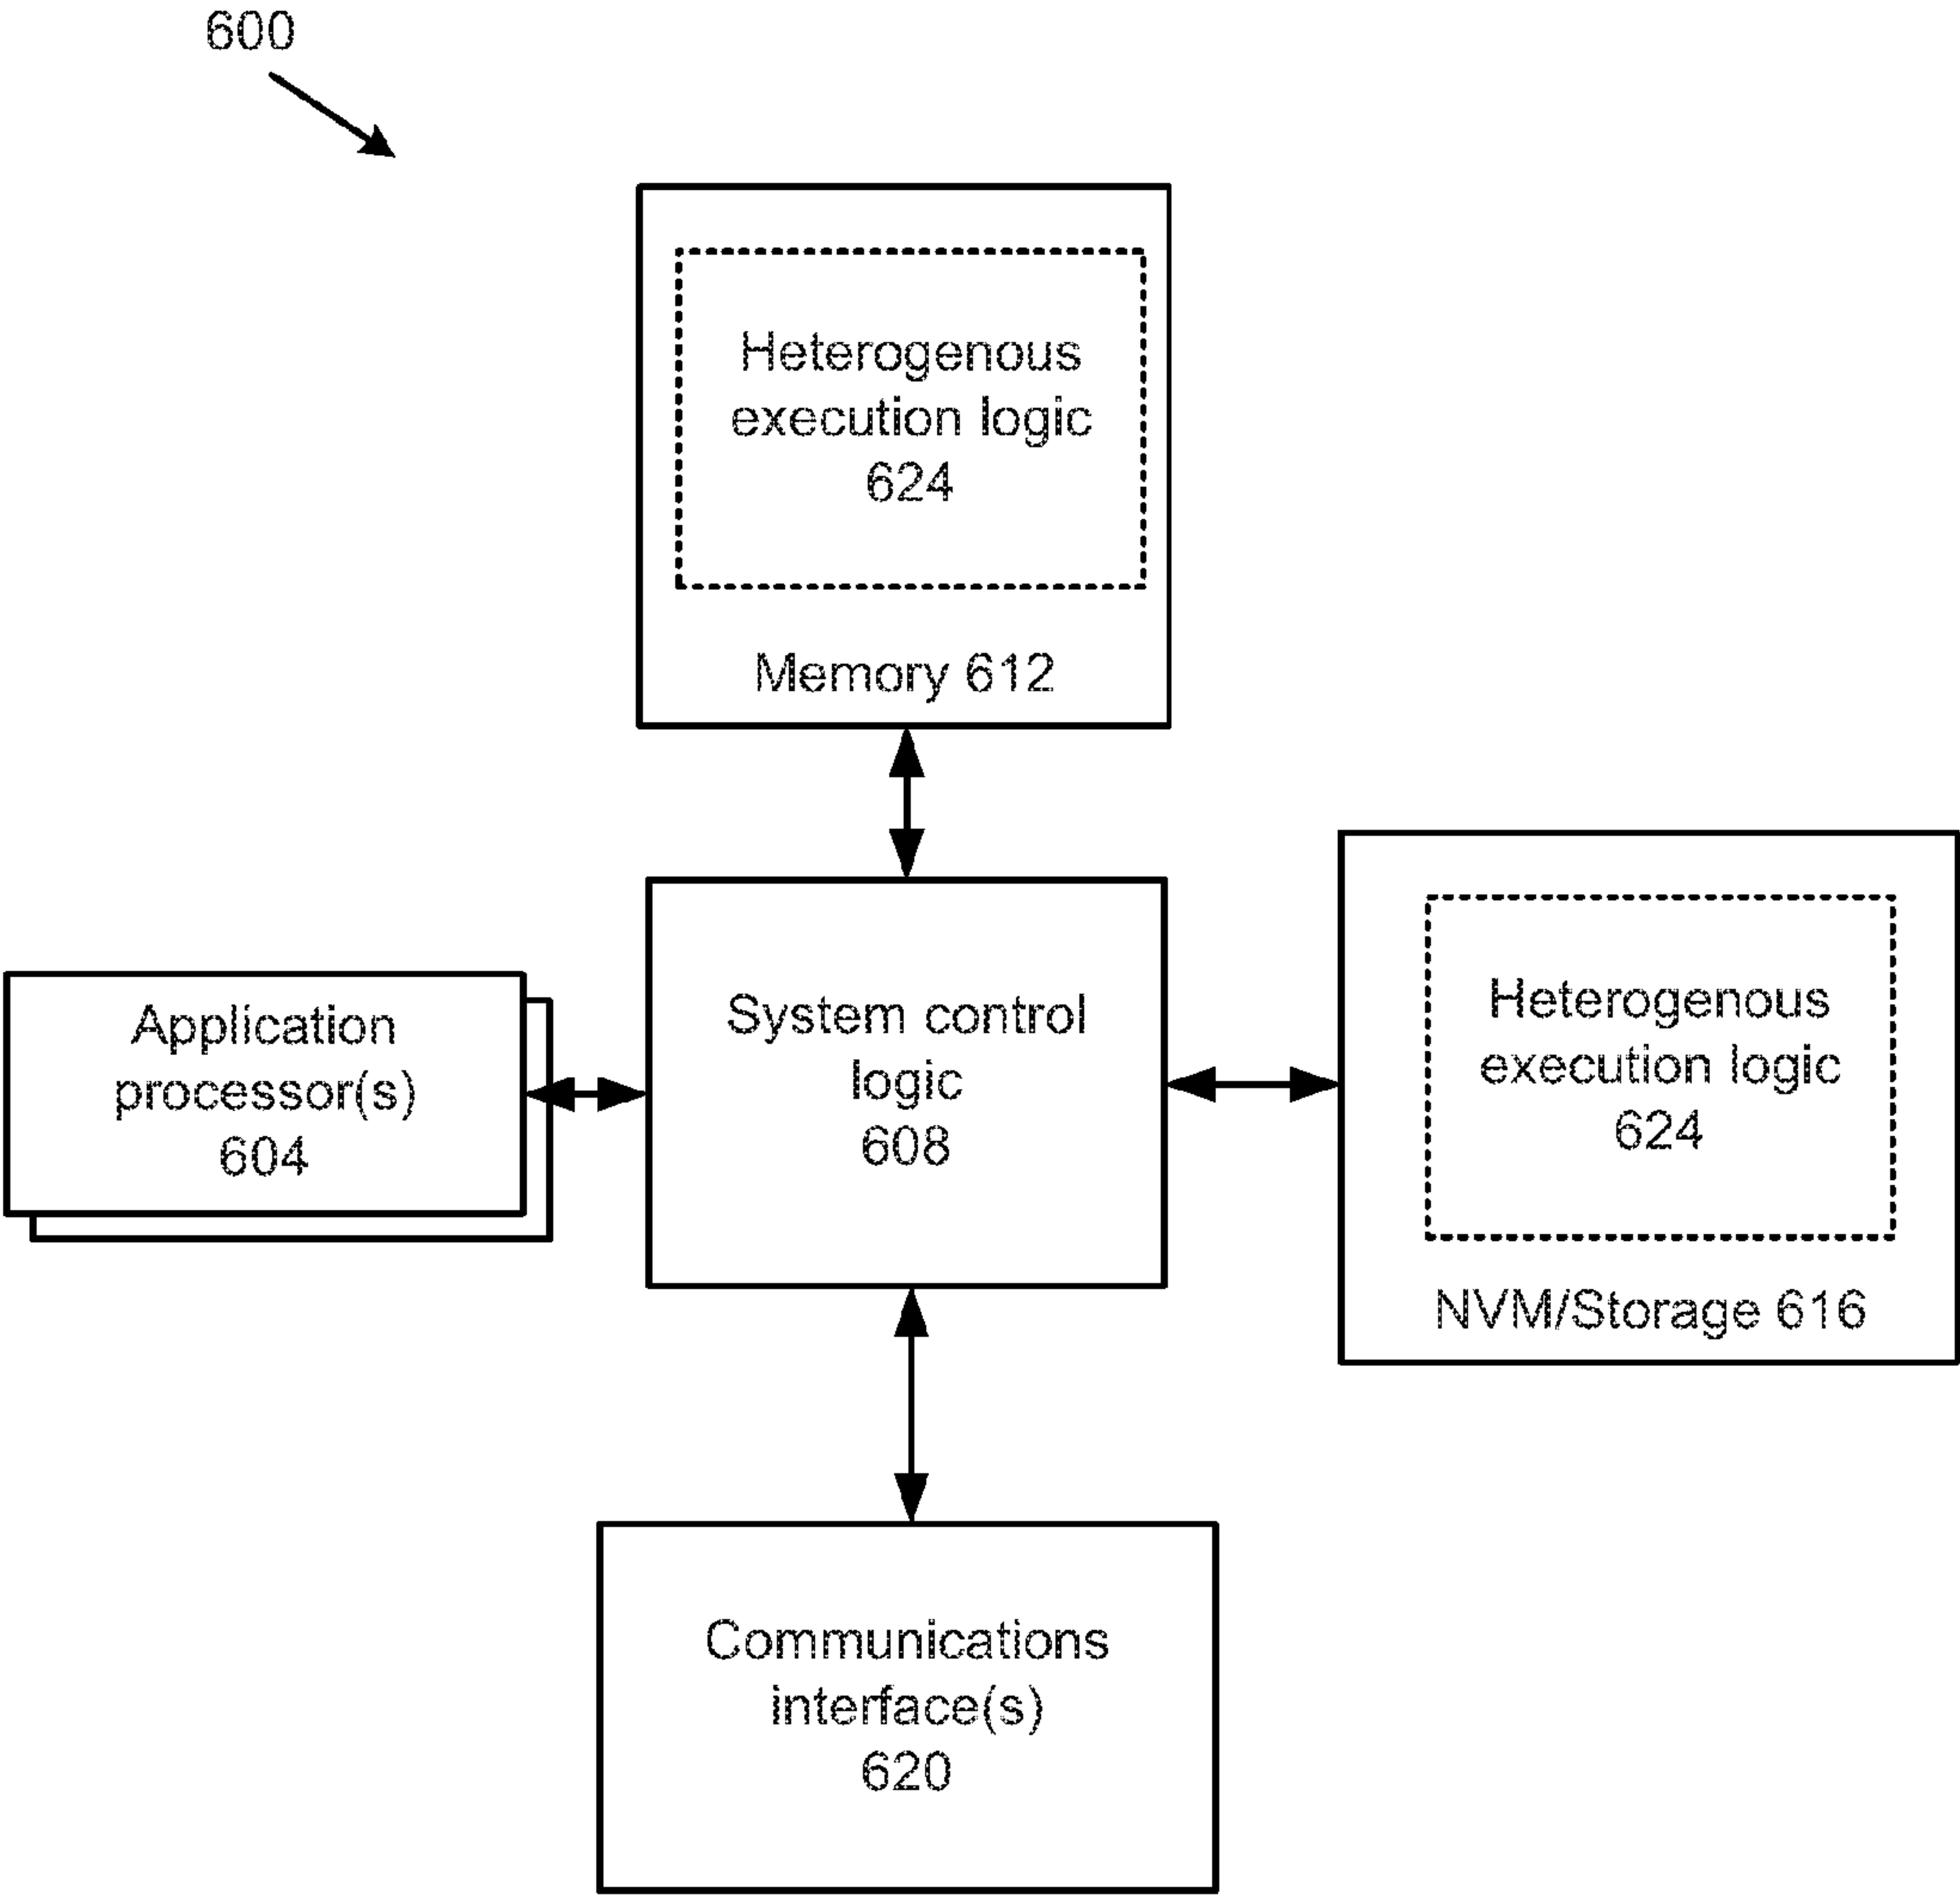 600
Heterogenous
execution logic
624
Memory 612
Application
processor(s)
604
System control
logic
608
Heterogenous
execution logic
624
NVM/Storage 616
Communications
interface(s)
620